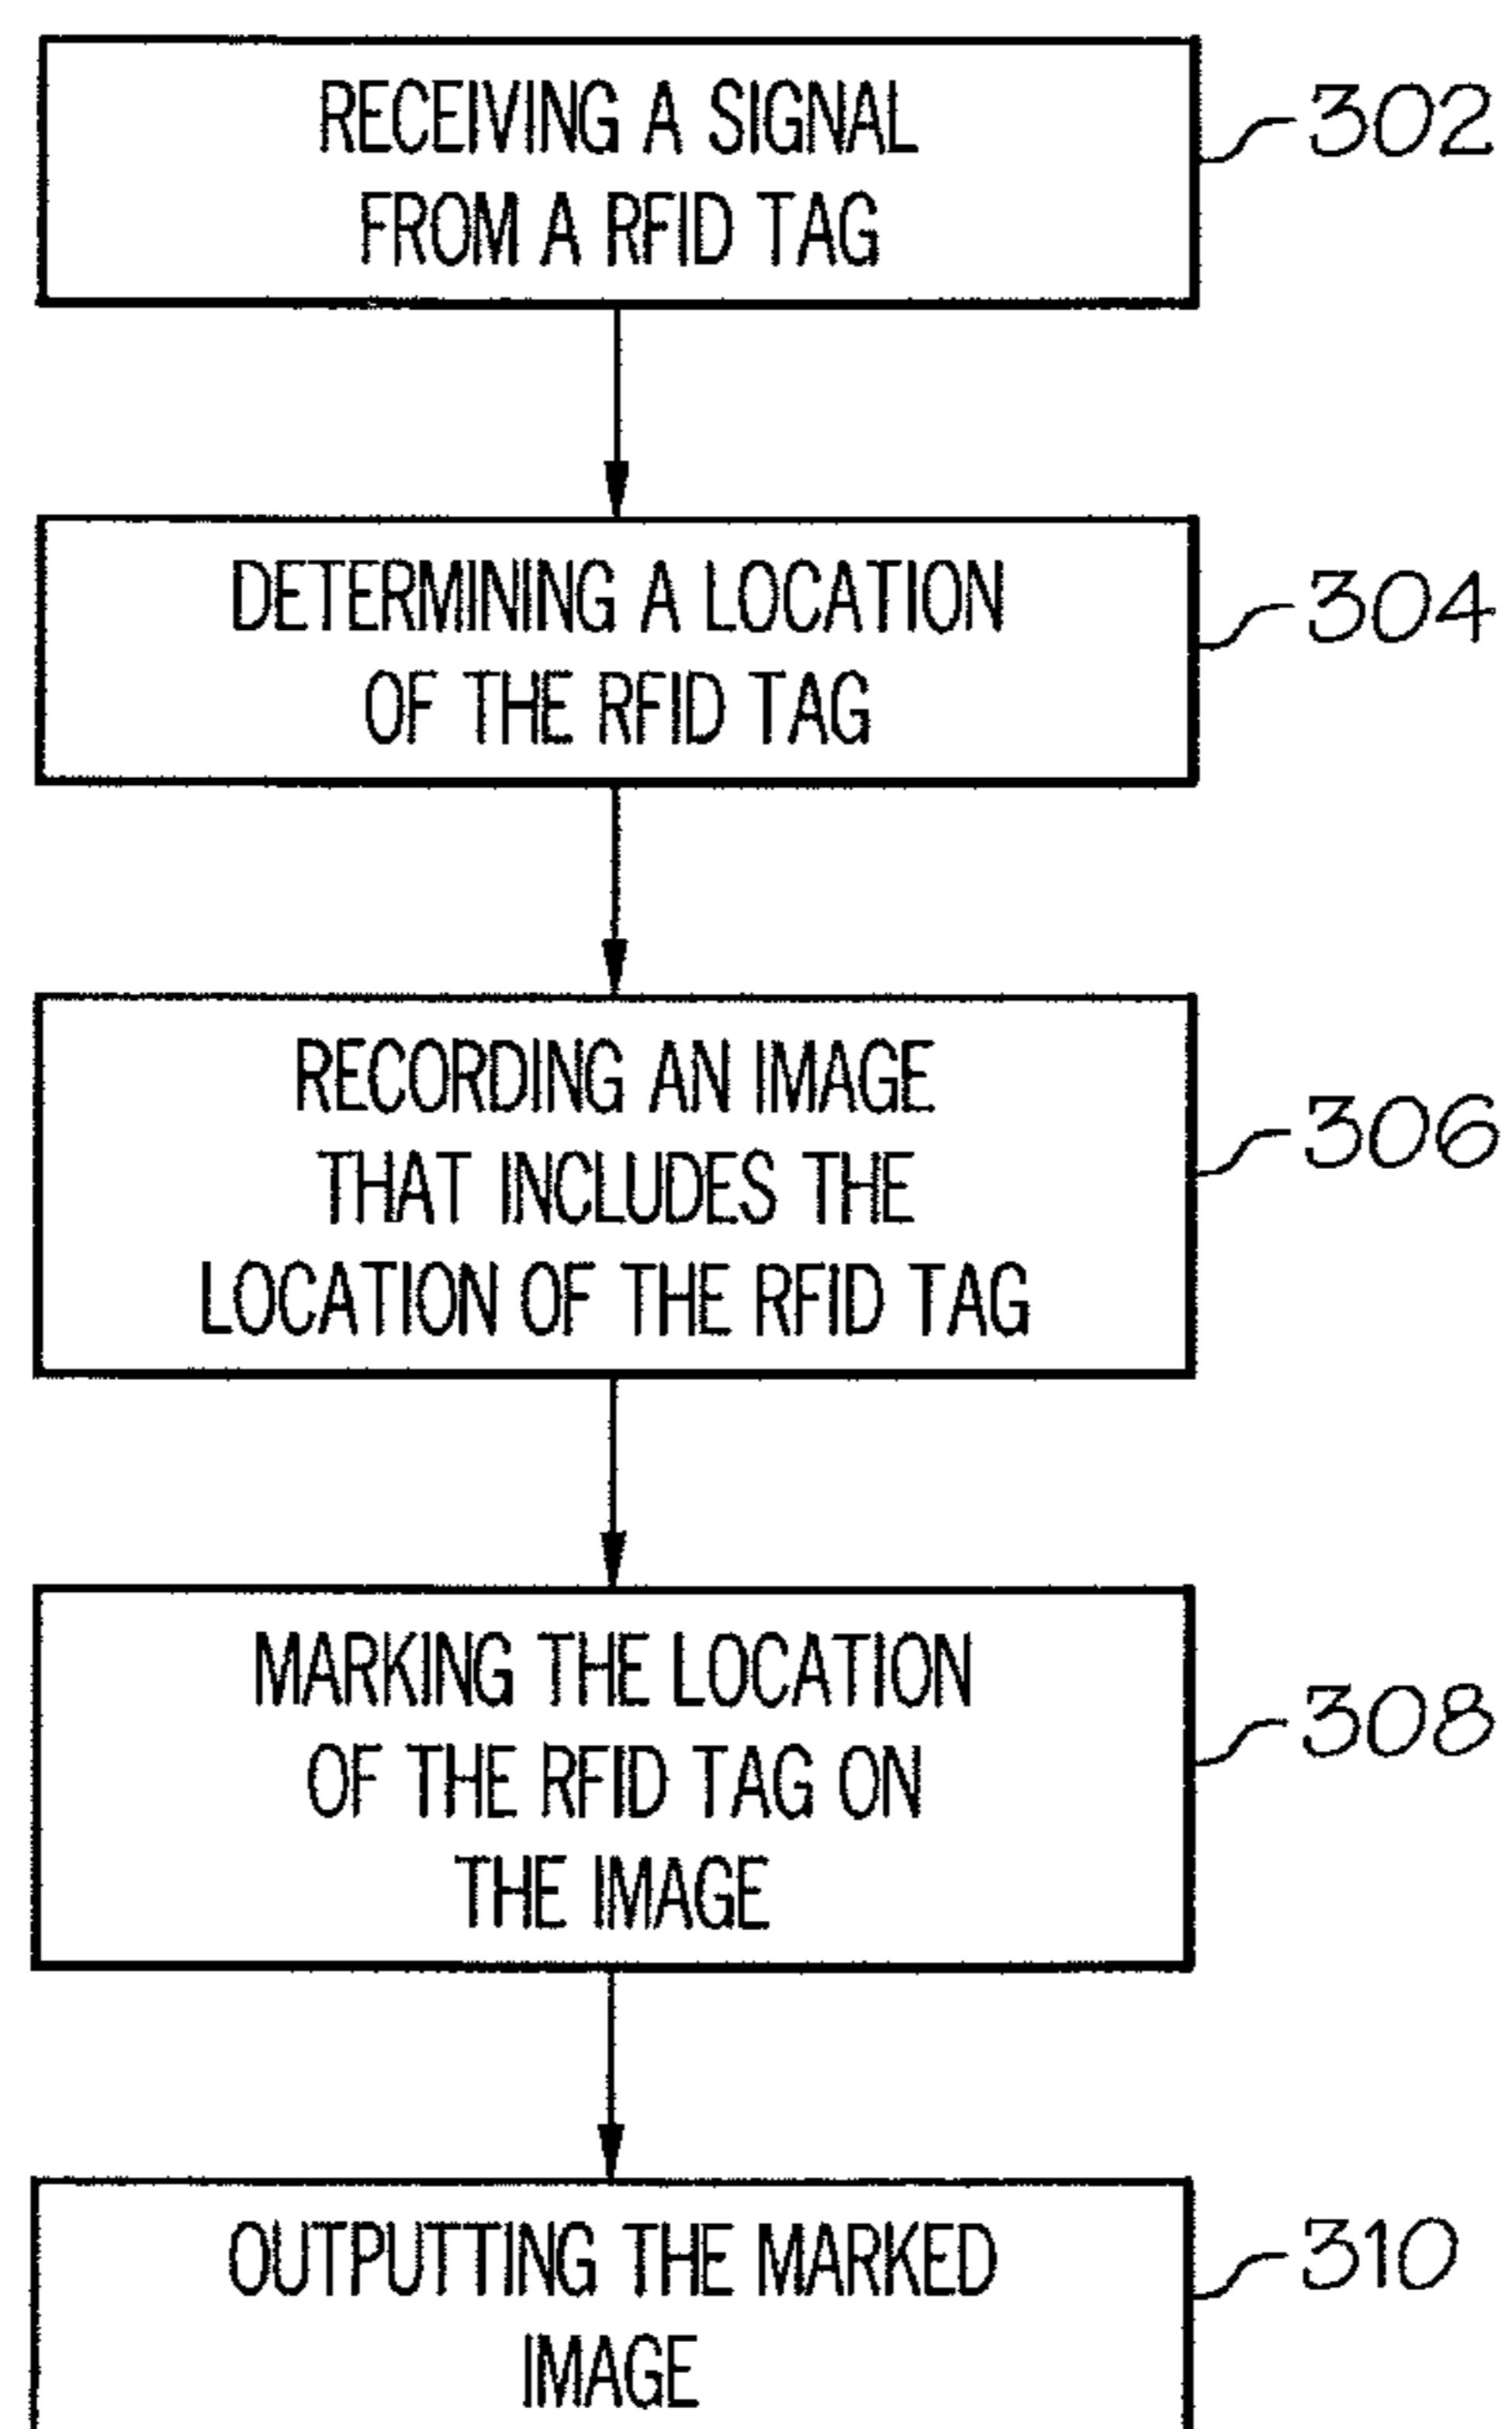 RECEIVING A SIGNAL
FROM A RFID TAG
302
DETERMINING A LOCATION
OF THE RFID TAG
304
RECORDING AN IMAGE
THAT INCLUDES THE
LOCATION OF THE RFID TAG
306
MARKING THE LOCATION
OF THE RFID TAG ON
THE IMAGE
308
OUTPUTTING THE MARKED
IMAGE
310